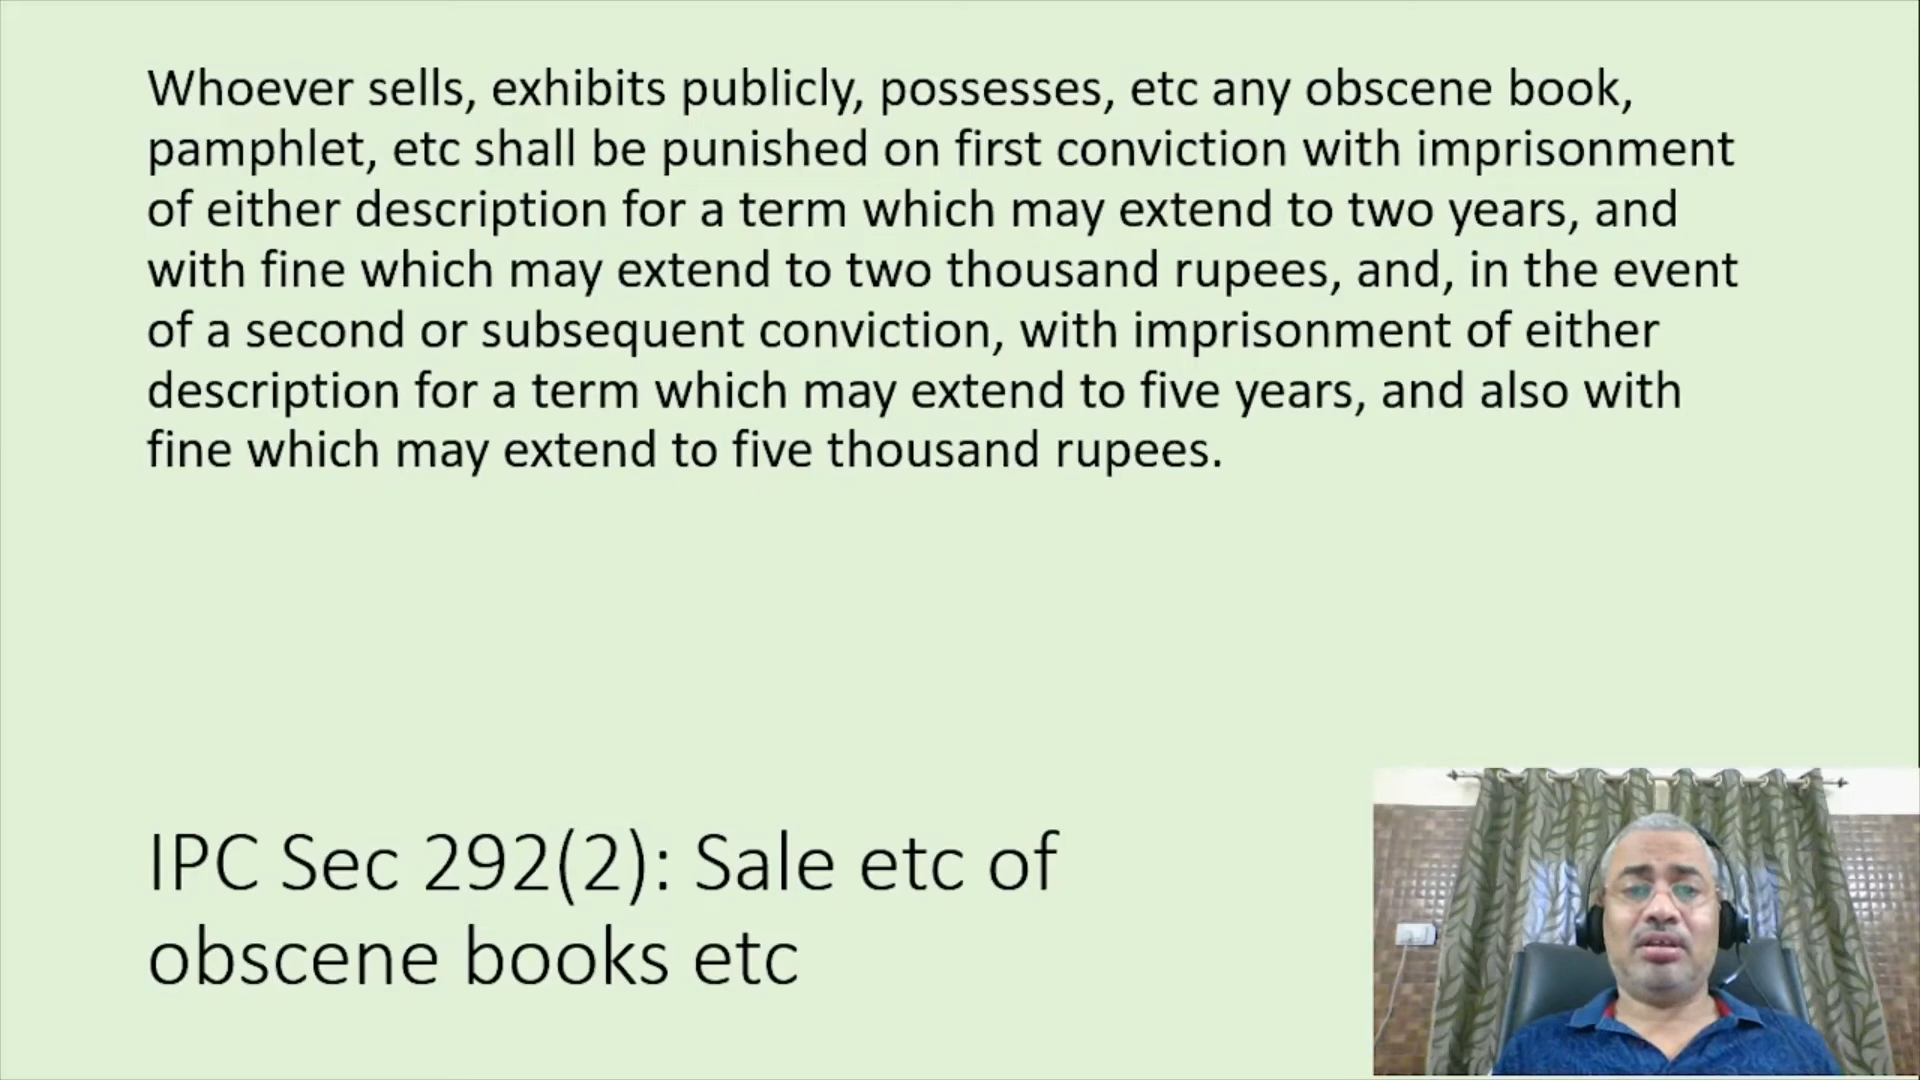 Whoever sells, exhibits publicly, possesses, etc any obscene book,
pamphlet, etc shall be punished on first conviction with imprisonment
of either description for a term which may extend to two years, and
with fine which may extend to two thousand rupees, and, in the event
of a second or subsequent conviction, with imprisonment of either
description for a term which may extend to five years, and also with
fine which may extend to five thousand rupees.
IPC Sec 292(2): Sale etc of
obscene books etc